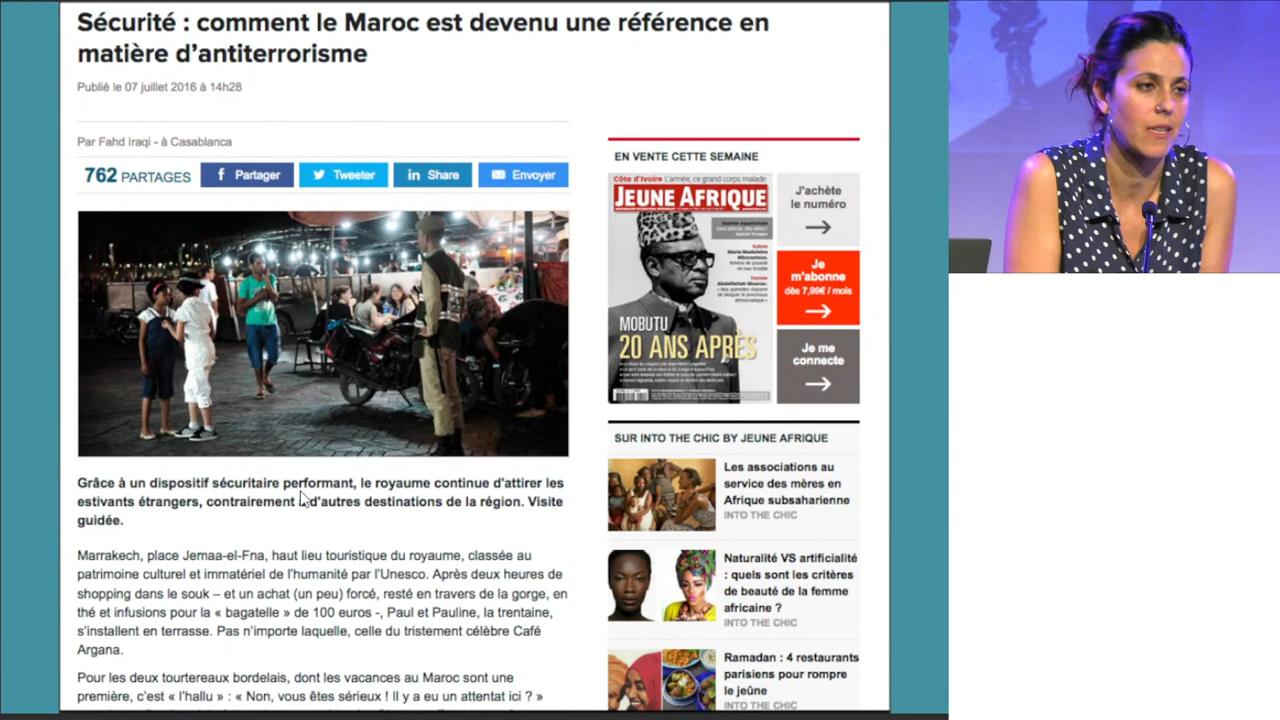 Sécurité : comment le Maroc est devenu une référence en
matière d'antiterrorisme
Publié le 07 juillet 2016 à 14h28
Par Fahd Iraqi - à Casablanca
762 PARTAGES
Partager
Tweeter
Share
Envoyer
Grâce à un dispositif sécuritaire performant, le royaume continue d'attirer les
estivants étrangers, contrairement à d'autres destinations de la région. Visite
guidée.
Marrakech, place Jemaa-el-Fna, haut lieu touristique du royaume, classée au
patrimoine culturel et immatériel de l'humanité par l'Unesco. Après deux heures de
shopping dans le souk – et un achat (un peu) forcé, resté en travers de la gorge, en
thé et infusions pour la « bagatelle » de 100 euros -, Paul et Pauline, la trentaine,
s'installent en terrasse. Pas n'importe laquelle, celle du tristement célèbre Café
Argana.
Pour les deux tourtereaux bordelais, dont les vacances au Maroc sont une
première, c'est « l'hallu » : « Non, vous êtes sérieux ! Il y a eu un attentat ici ? »
EN VENTE CETTE SEMAINE
Côte d'Ivoire L'armée, ce grand corps malade
JEUNE AFRIQUE
MOBUTU
20 ANS APRÈS
J'achète
le numéro
Je
m'abonne
dès 7,99€ / mois
Je me
connecte
SUR INTO THE CHIC BY JEUNE AFRIQUE
Les associations au
service des mères en
Afrique subsaharienne
INTO THE CHIC
Naturalité VS artificialité
: quels sont les critères
de beauté de la femme
africaine ?
INTO THE CHIC
Ramadan : 4 restaurants
parisiens pour rompre
le jeûne
INTO THE CHIC